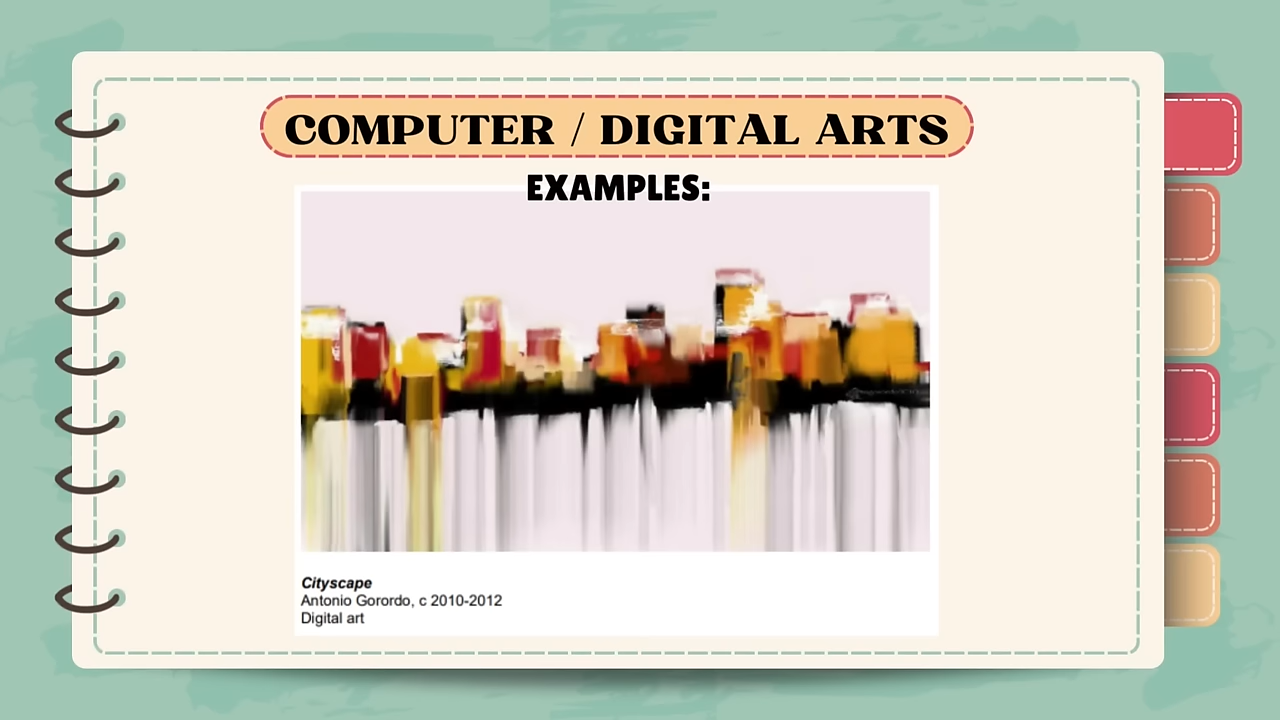 COMPUTER / DIGITAL ARTS
EXAMPLES:
Cityscape
Antonio Gorordo, c 2010-2012
Digital art